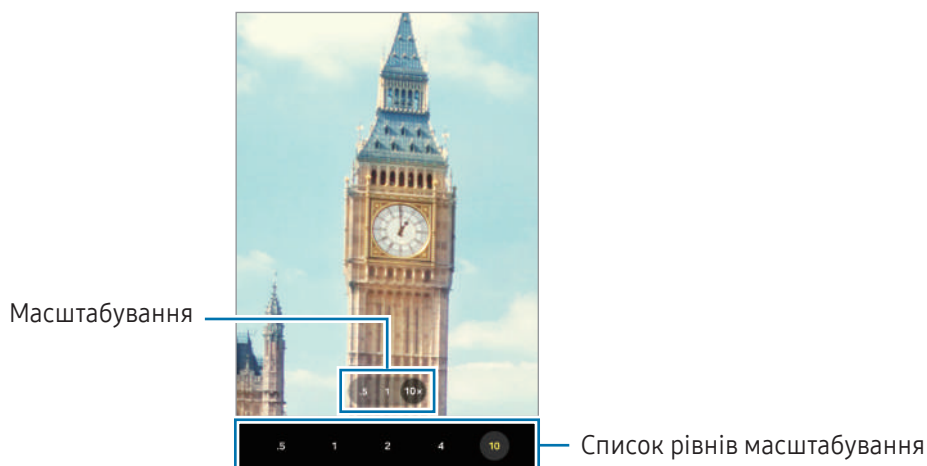 Масштабування
.5 1 10×
.5 1 2 4 10
Список рівнів масштабування